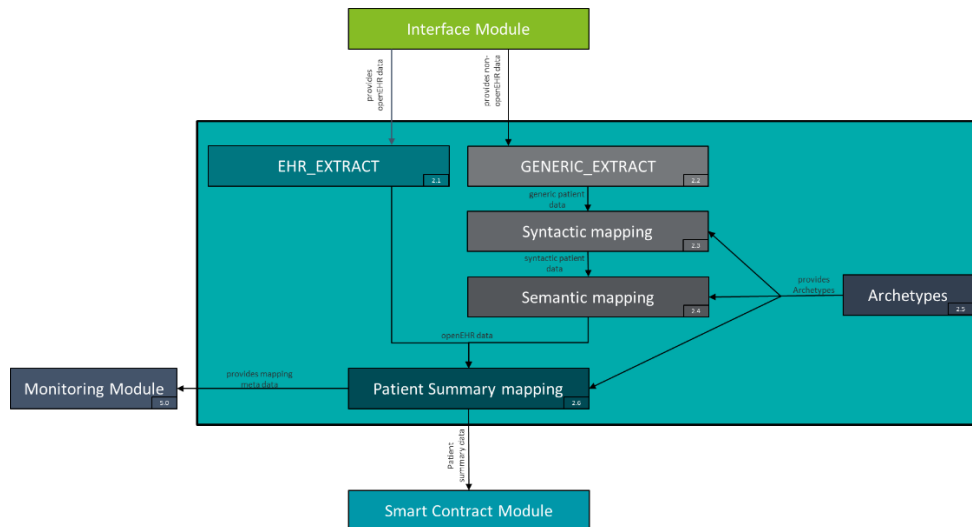 Interface Module
provides
openEHR data
provides non-
openEHR data
EHR_EXTRACT
2.1
GENERIC_EXTRACT
2.2
generic patient
data
Syntactic mapping
2.3
syntactic patient
data
Semantic mapping
2.4
provides
Archetypes
Archetypes
2.5
openEHR data
Patient Summary mapping
2.6
provides mapping
meta data
Monitoring Module
5.0
Patient
summary data
Smart Contract Module